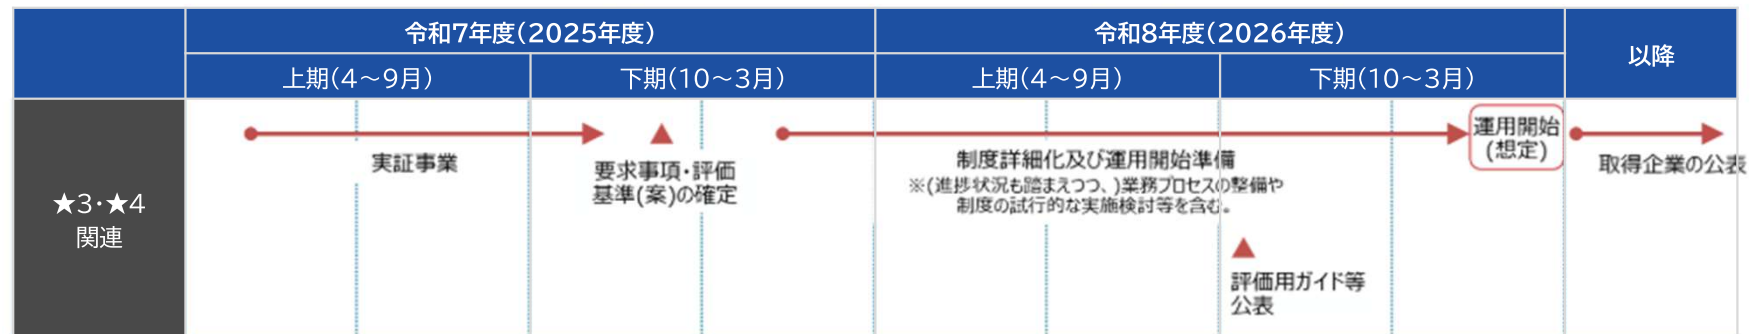 令和7年度(2025年度)
令和8年度(2026年度)
以降
上期(4～9月)
下期(10～3月)
上期(4～9月)
下期(10～3月)
★3・★4
関連
実証事業
要求事項・評価
基準(案)の確定
制度詳細化及び運用開始準備
※(進捗状況も踏まえつつ、)業務プロセスの整備や
制度の試行的な実施検討等を含む。
運用開始
(想定)
取得企業の公表
評価用ガイド等
公表